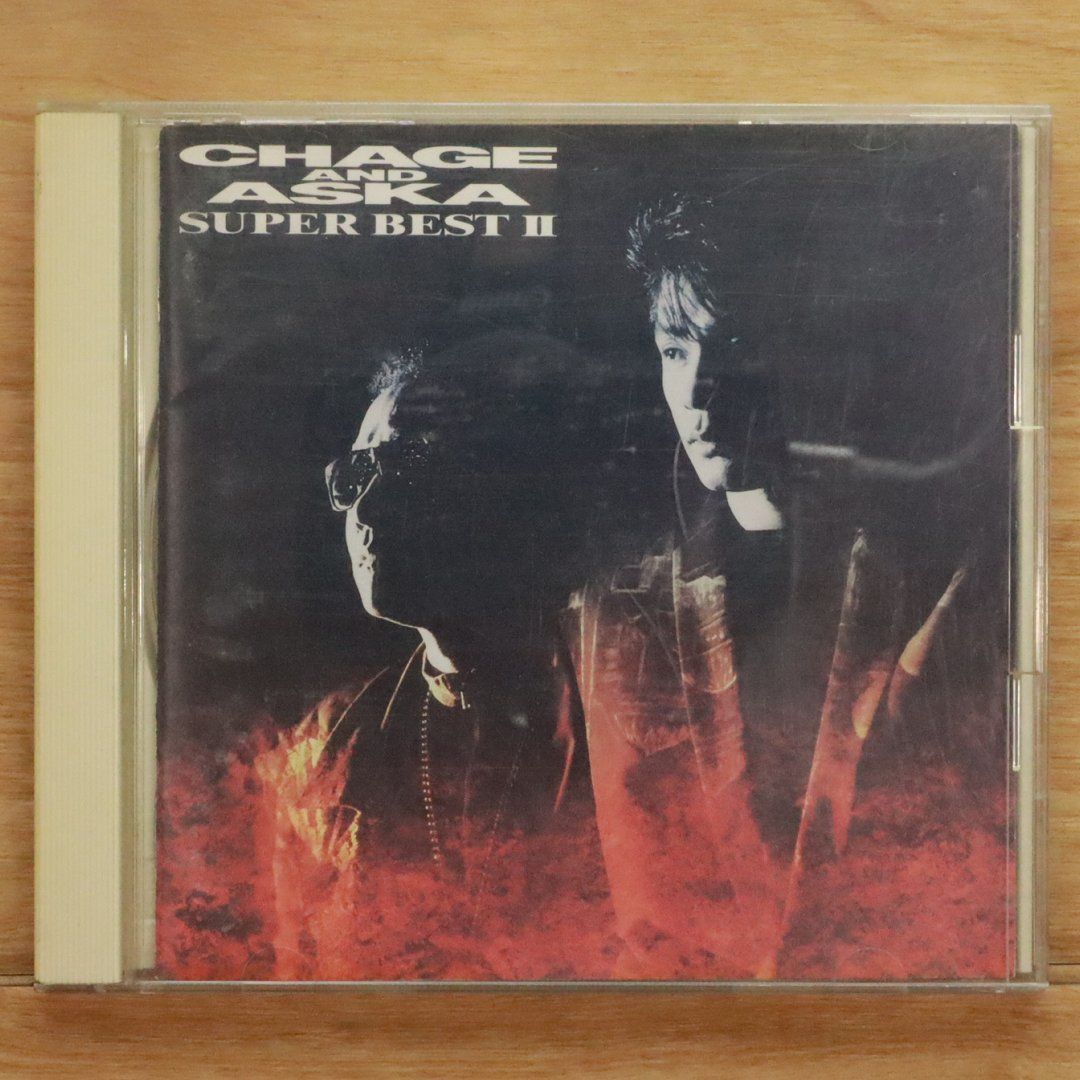 CHAGE
AND
ASKA
SUPER BEST II